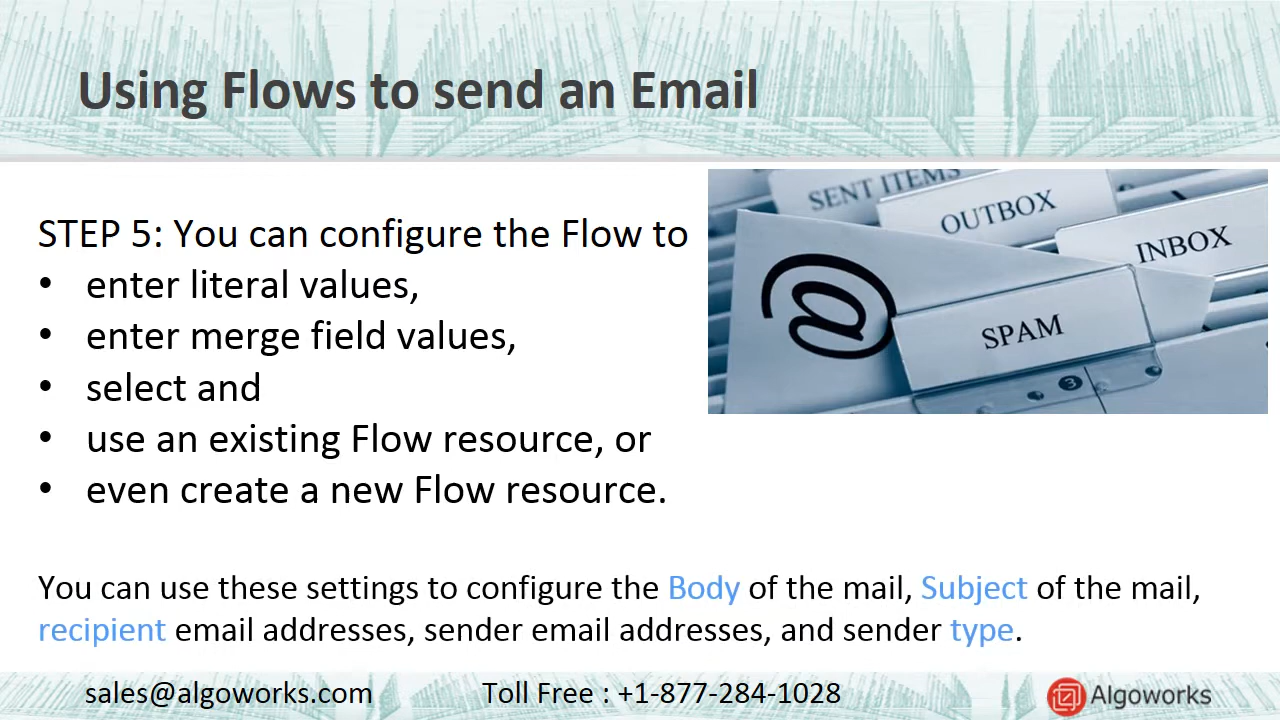 Using Flows to send an Email
STEP 5: You can configure the Flow to
• enter literal values,
• enter merge field values,
• select and
• use an existing Flow resource, or
• even create a new Flow resource.
SENT ITEMS
OUTBOX
INBOX
@
SPAM
3
You can use these settings to configure the Body of the mail, Subject of the mail,
recipient email addresses, sender email addresses, and sender type.
sales@algoworks.com
Toll Free : +1-877-284-1028
Algoworks